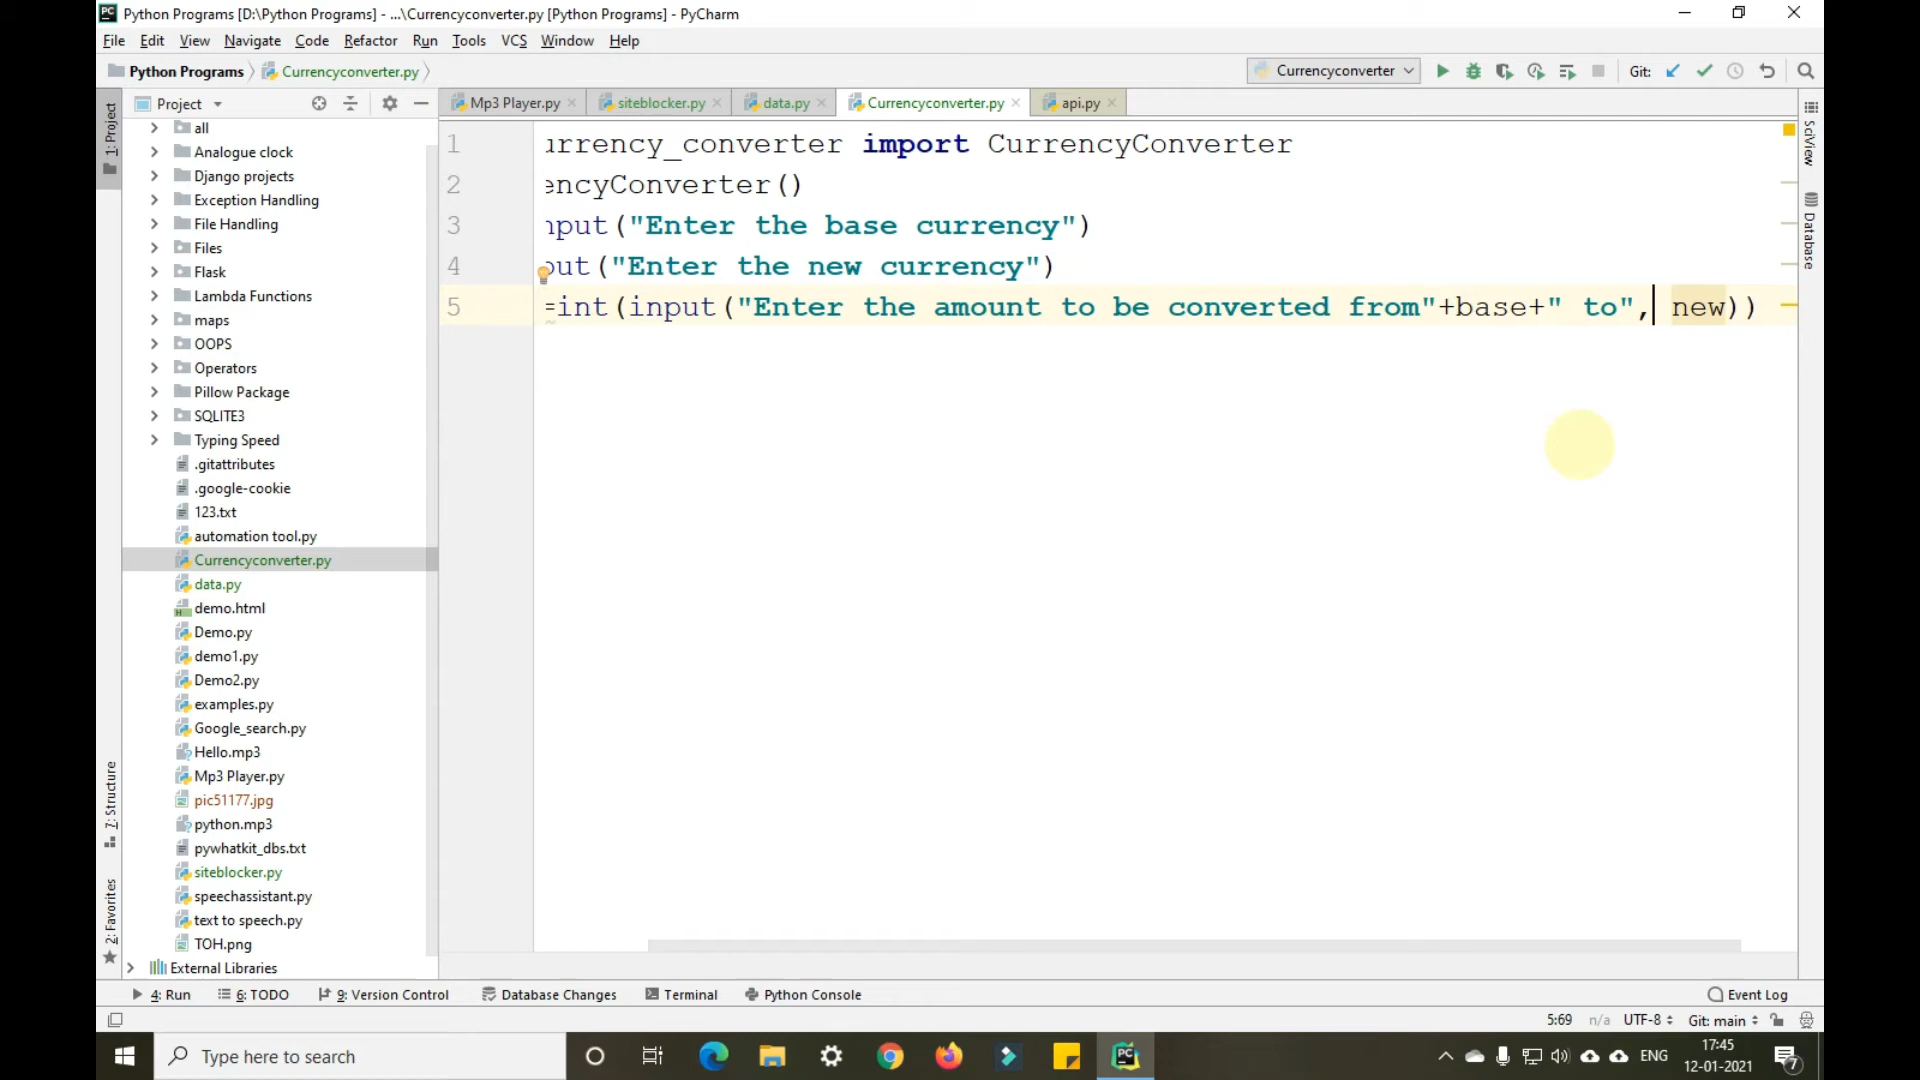 Python Programs [D:\Python Programs] - ...\Currencyconverter.py [Python Programs] - PyCharm
File Edit View Navigate Code Refactor Run Tools VCS Window Help
Python Programs Currencyconverter.py Currencyconverter Git:
1: Project
Project
Mp3 Player.py siteblocker.py data.py Currencyconverter.py api.py
all
Analogue clock
Django projects
Exception Handling
File Handling
Files
Flask
Lambda Functions
maps
OOPS
Operators
Pillow Package
SQLITE3
Typing Speed
.gitattributes
.google-cookie
123.txt
automation tool.py
Currencyconverter.py
data.py
demo.html
Demo.py
demo1.py
Demo2.py
examples.py
Google_search.py
Hello.mp3
Mp3 Player.py
pic51177.jpg
python.mp3
pywhatkit_dbs.txt
siteblocker.py
speechassistant.py
text to speech.py
TOH.png
External Libraries
7: Structure
2: Favorites
1 urrency_converter import CurrencyConverter
2 encyConverter()
3 nput("Enter the base currency")
4 put("Enter the new currency")
5 =int(input("Enter the amount to be converted from"+base+" to", new))
SciView
Database
4: Run 6: TODO 9: Version Control Database Changes Terminal Python Console Event Log
5:69 n/a UTF-8 Git: main
Type here to search
PC
ENG
17:45
12-01-2021
7